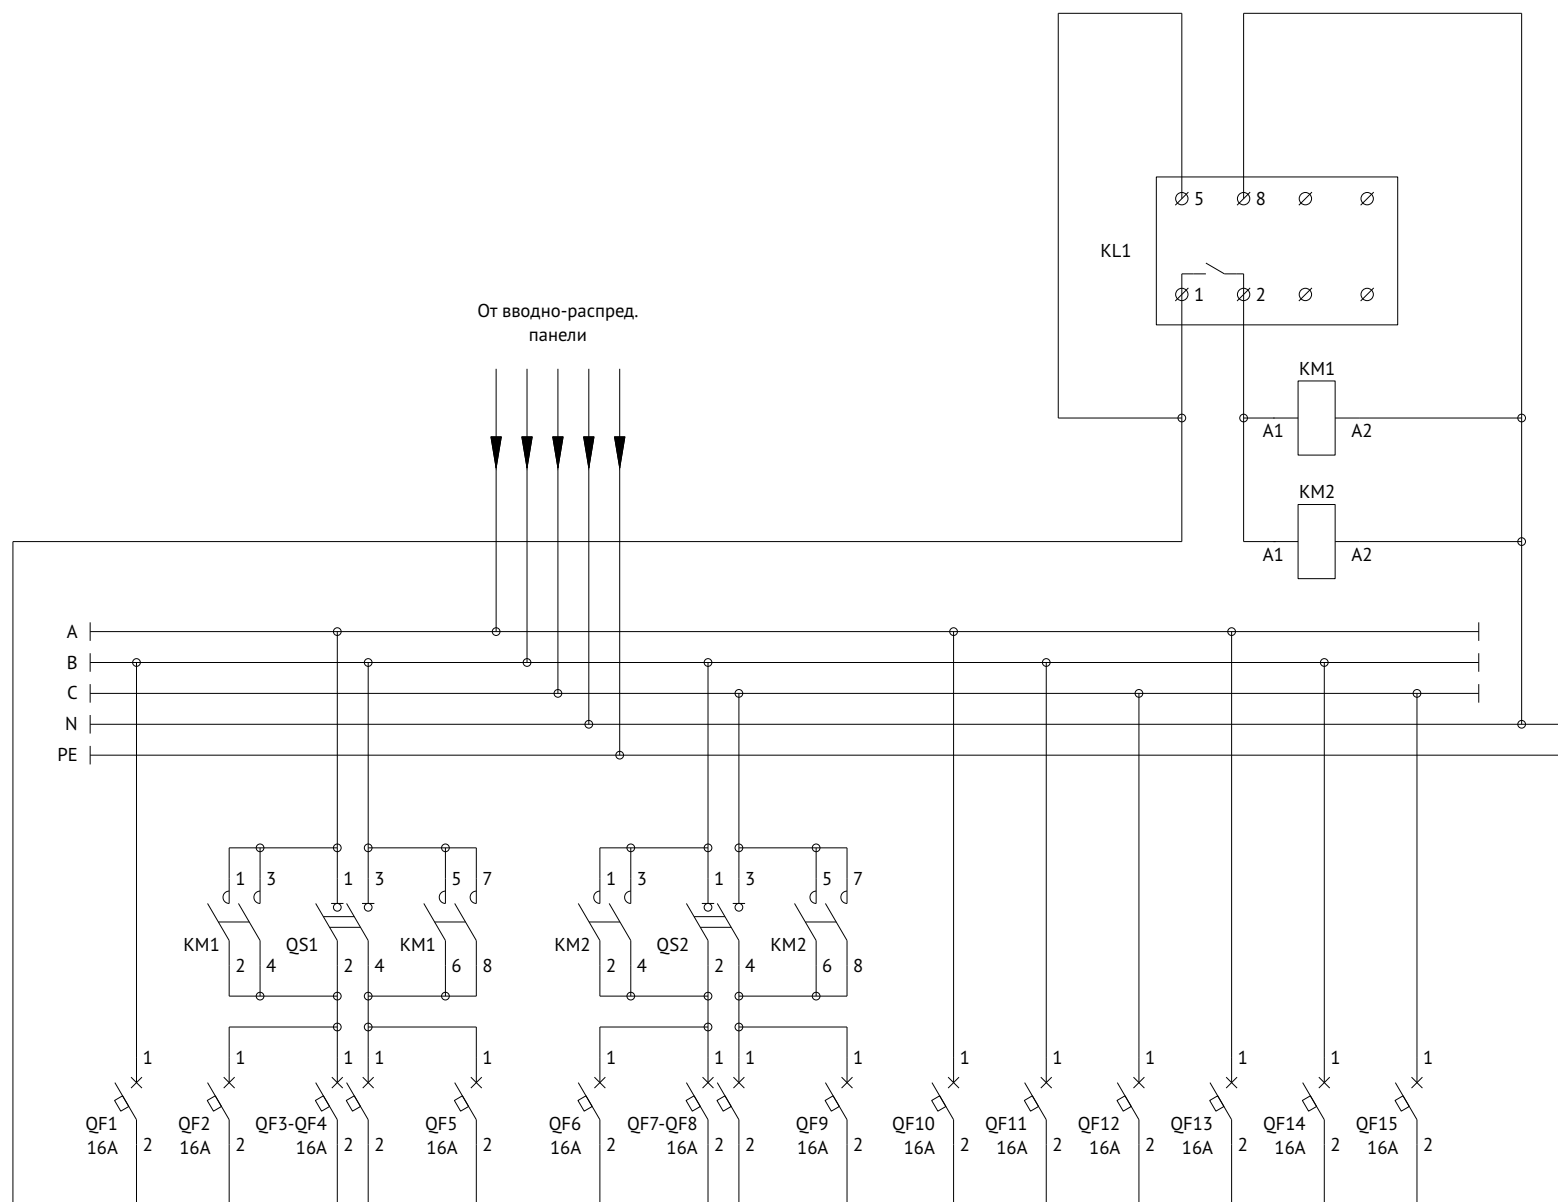 5 8
KL1
1 2
От вводно-распред.
панели
KM1
A1 A2
KM2
A1 A2
A
B
C
N
PE
1 3 1 3 5 7 1 3 1 3 5 7
KM1 QS1 KM1 KM2 QS2 KM2
2 4 2 4 6 8 2 4 2 4 6 8
1 1 1 1 1 1 1 1 1 1 1 1 1 1 1
QF1 QF2 QF3-QF4 QF5 QF6 QF7-QF8 QF9 QF10 QF11 QF12 QF13 QF14 QF15
16A 2 16A 2 16A 2 2 16A 2 16A 2 16A 2 2 16A 2 16A 2 16A 2 16A 2 16A 2 16A 2 16A 2